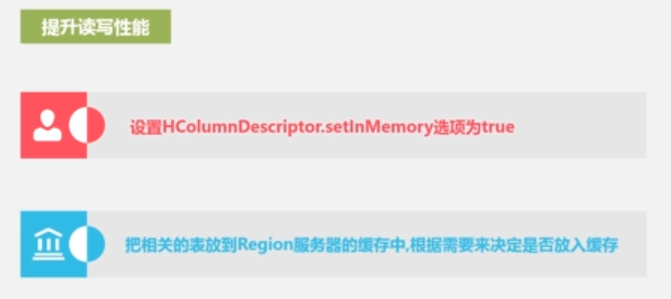 提升读写性能
设置HColumnDescriptor.setInMemory选项为true
把相关的表放到Region服务器的缓存中,根据需要来决定是否放入缓存